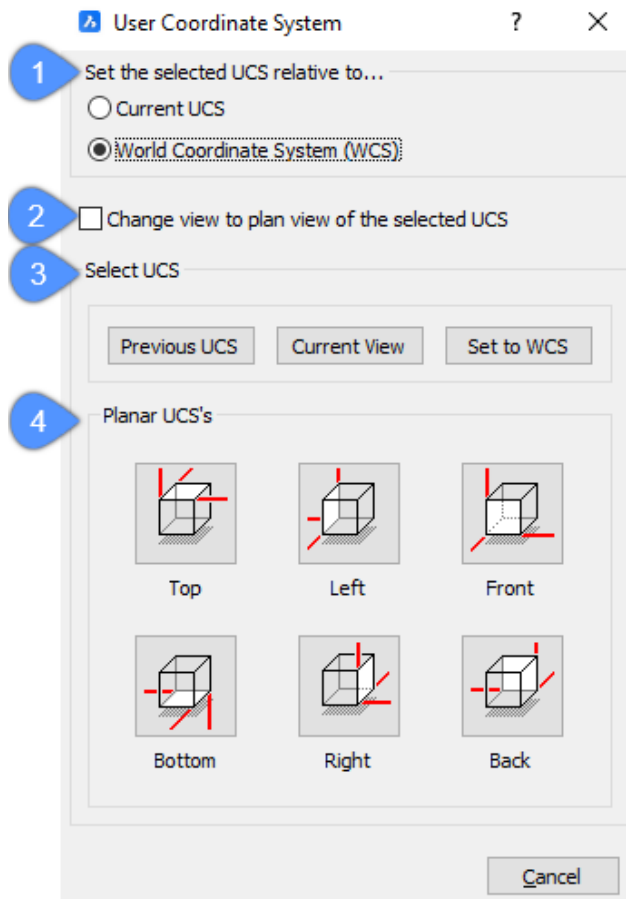 User Coordinate System ?
1
Set the selected UCS relative to...
Current UCS
World Coordinate System (WCS)
2
Change view to plan view of the selected UCS
3
Select UCS
Previous UCS Current View Set to WCS
4
Planar UCS's
Top Left Front
Bottom Right Back
Cancel